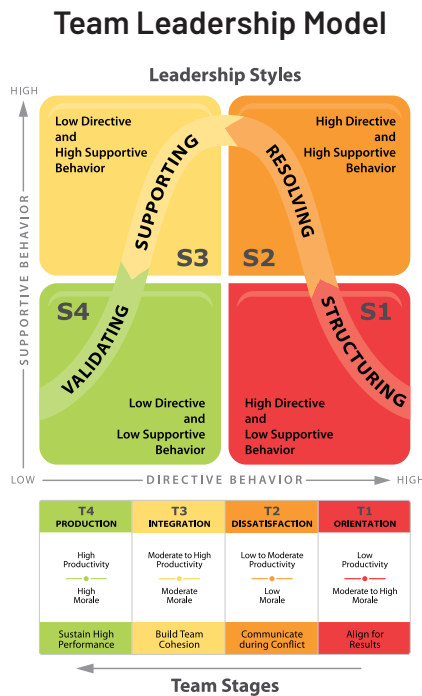 Team Leadership Model
Leadership Styles
HIGH
SUPPORTIVE BEHAVIOR
Low Directive
and
High Supportive
Behavior
SUPPORTING
S3
High Directive
and
High Supportive
Behavior
RESOLVING
S2
S4
VALIDATING
Low Directive
and
Low Supportive
Behavior
S1
STRUCTURING
High Directive
and
Low Supportive
Behavior
LOW
DIRECTIVE BEHAVIOR
HIGH
T4
PRODUCTION
High
Productivity
High
Morale
Sustain High
Performance
T3
INTEGRATION
Moderate to High
Productivity
Moderate
Morale
Build Team
Cohesion
T2
DISSATISFACTION
Low to Moderate
Productivity
Low
Morale
Communicate
during Conflict
T1
ORIENTATION
Low
Productivity
Moderate to High
Morale
Align for
Results
Team Stages